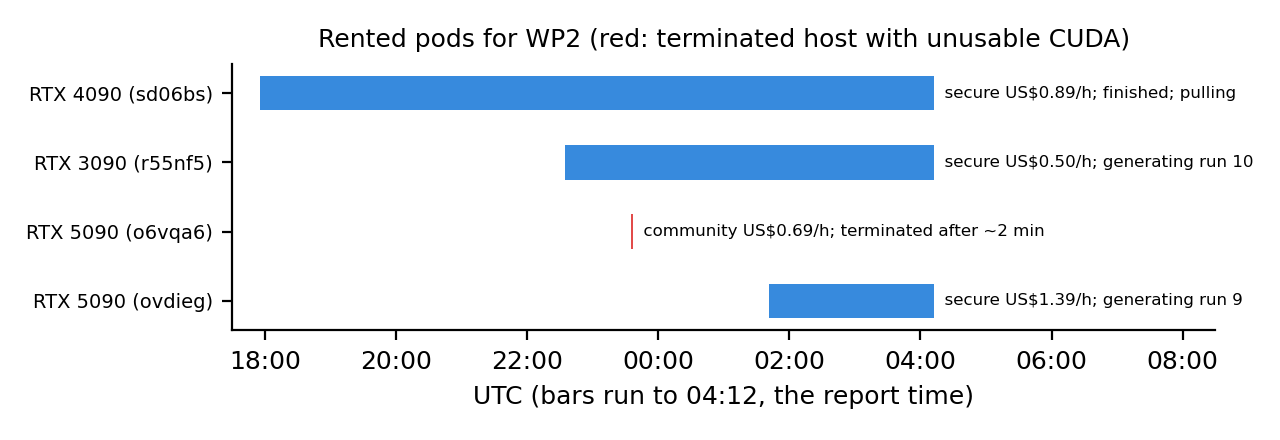 Rented pods for WP2 (red: terminated host with unusable CUDA)
RTX 4090 (sd06bs)
secure US$0.89/h; finished; pulling
RTX 3090 (r55nf5)
secure US$0.50/h; generating run 10
RTX 5090 (o6vqa6)
community US$0.69/h; terminated after ~2 min
RTX 5090 (ovdieg)
secure US$1.39/h; generating run 9
18:00 20:00 22:00 00:00 02:00 04:00 06:00 08:00
UTC (bars run to 04:12, the report time)